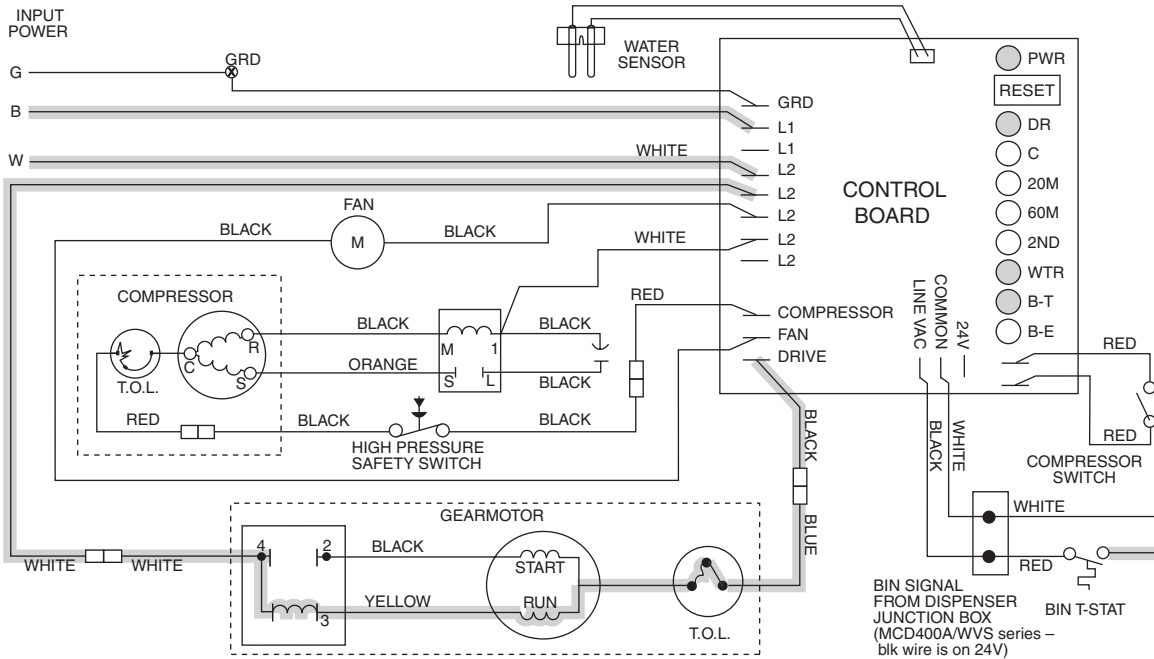 INPUT
POWER
G
GRD
B
W
WHITE
WATER
SENSOR
GRD
L1
L1
L2
L2
L2
L2
L2
CONTROL
BOARD
PWR
RESET
DR
C
20M
60M
2ND
WTR
B-T
B-E
FAN
BLACK
M
BLACK
WHITE
RED
COMPRESSOR
FAN
DRIVE
LINE VAC
COMMON
24V
COMPRESSOR
T.O.L.
C
R
S
BLACK
ORANGE
M
1
S
L
BLACK
BLACK
RED
BLACK
BLACK
HIGH PRESSURE
SAFETY SWITCH
RED
RED
COMPRESSOR
SWITCH
BLACK
BLUE
BLACK
WHITE
WHITE
RED
BIN T-STAT
BIN SIGNAL
FROM DISPENSER
JUNCTION BOX
(MCD400A/WVS series –
blk wire is on 24V)
GEARMOTOR
WHITE
WHITE
4
2
3
BLACK
YELLOW
START
RUN
T.O.L.